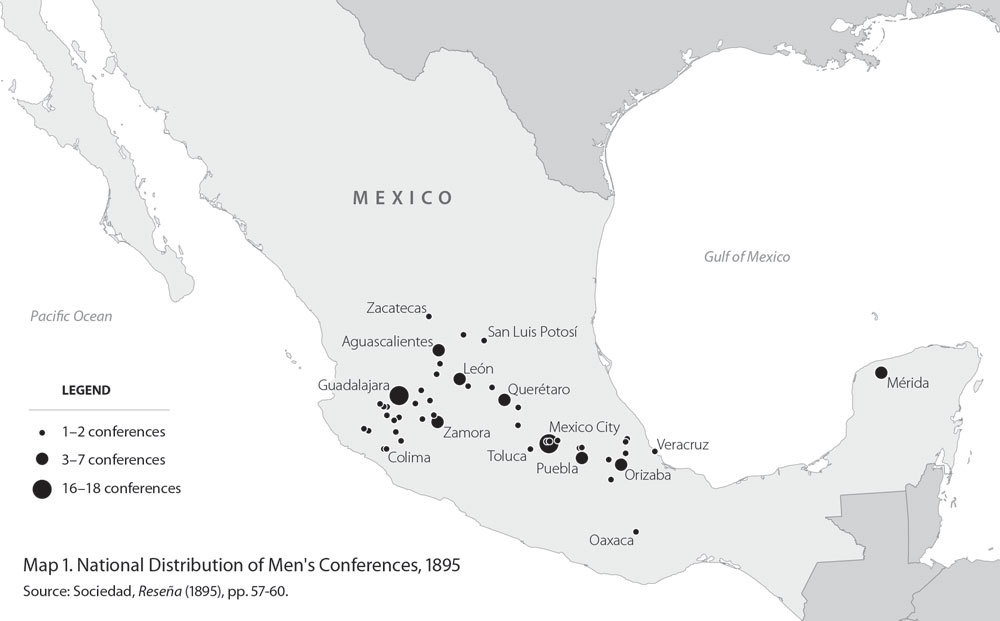 MEXICO
Gulf of Mexico
Pacific Ocean
Zacatecas
San Luis Potosí
Aguascalientes
León
Guadalajara
Querétaro
Mérida
Zamora
Mexico City
Veracruz
Colima
Toluca
Puebla
Orizaba
Oaxaca
LEGEND
1–2 conferences
3–7 conferences
16–18 conferences
Map 1. National Distribution of Men's Conferences, 1895
Source: Sociedad, Reseña (1895), pp. 57-60.